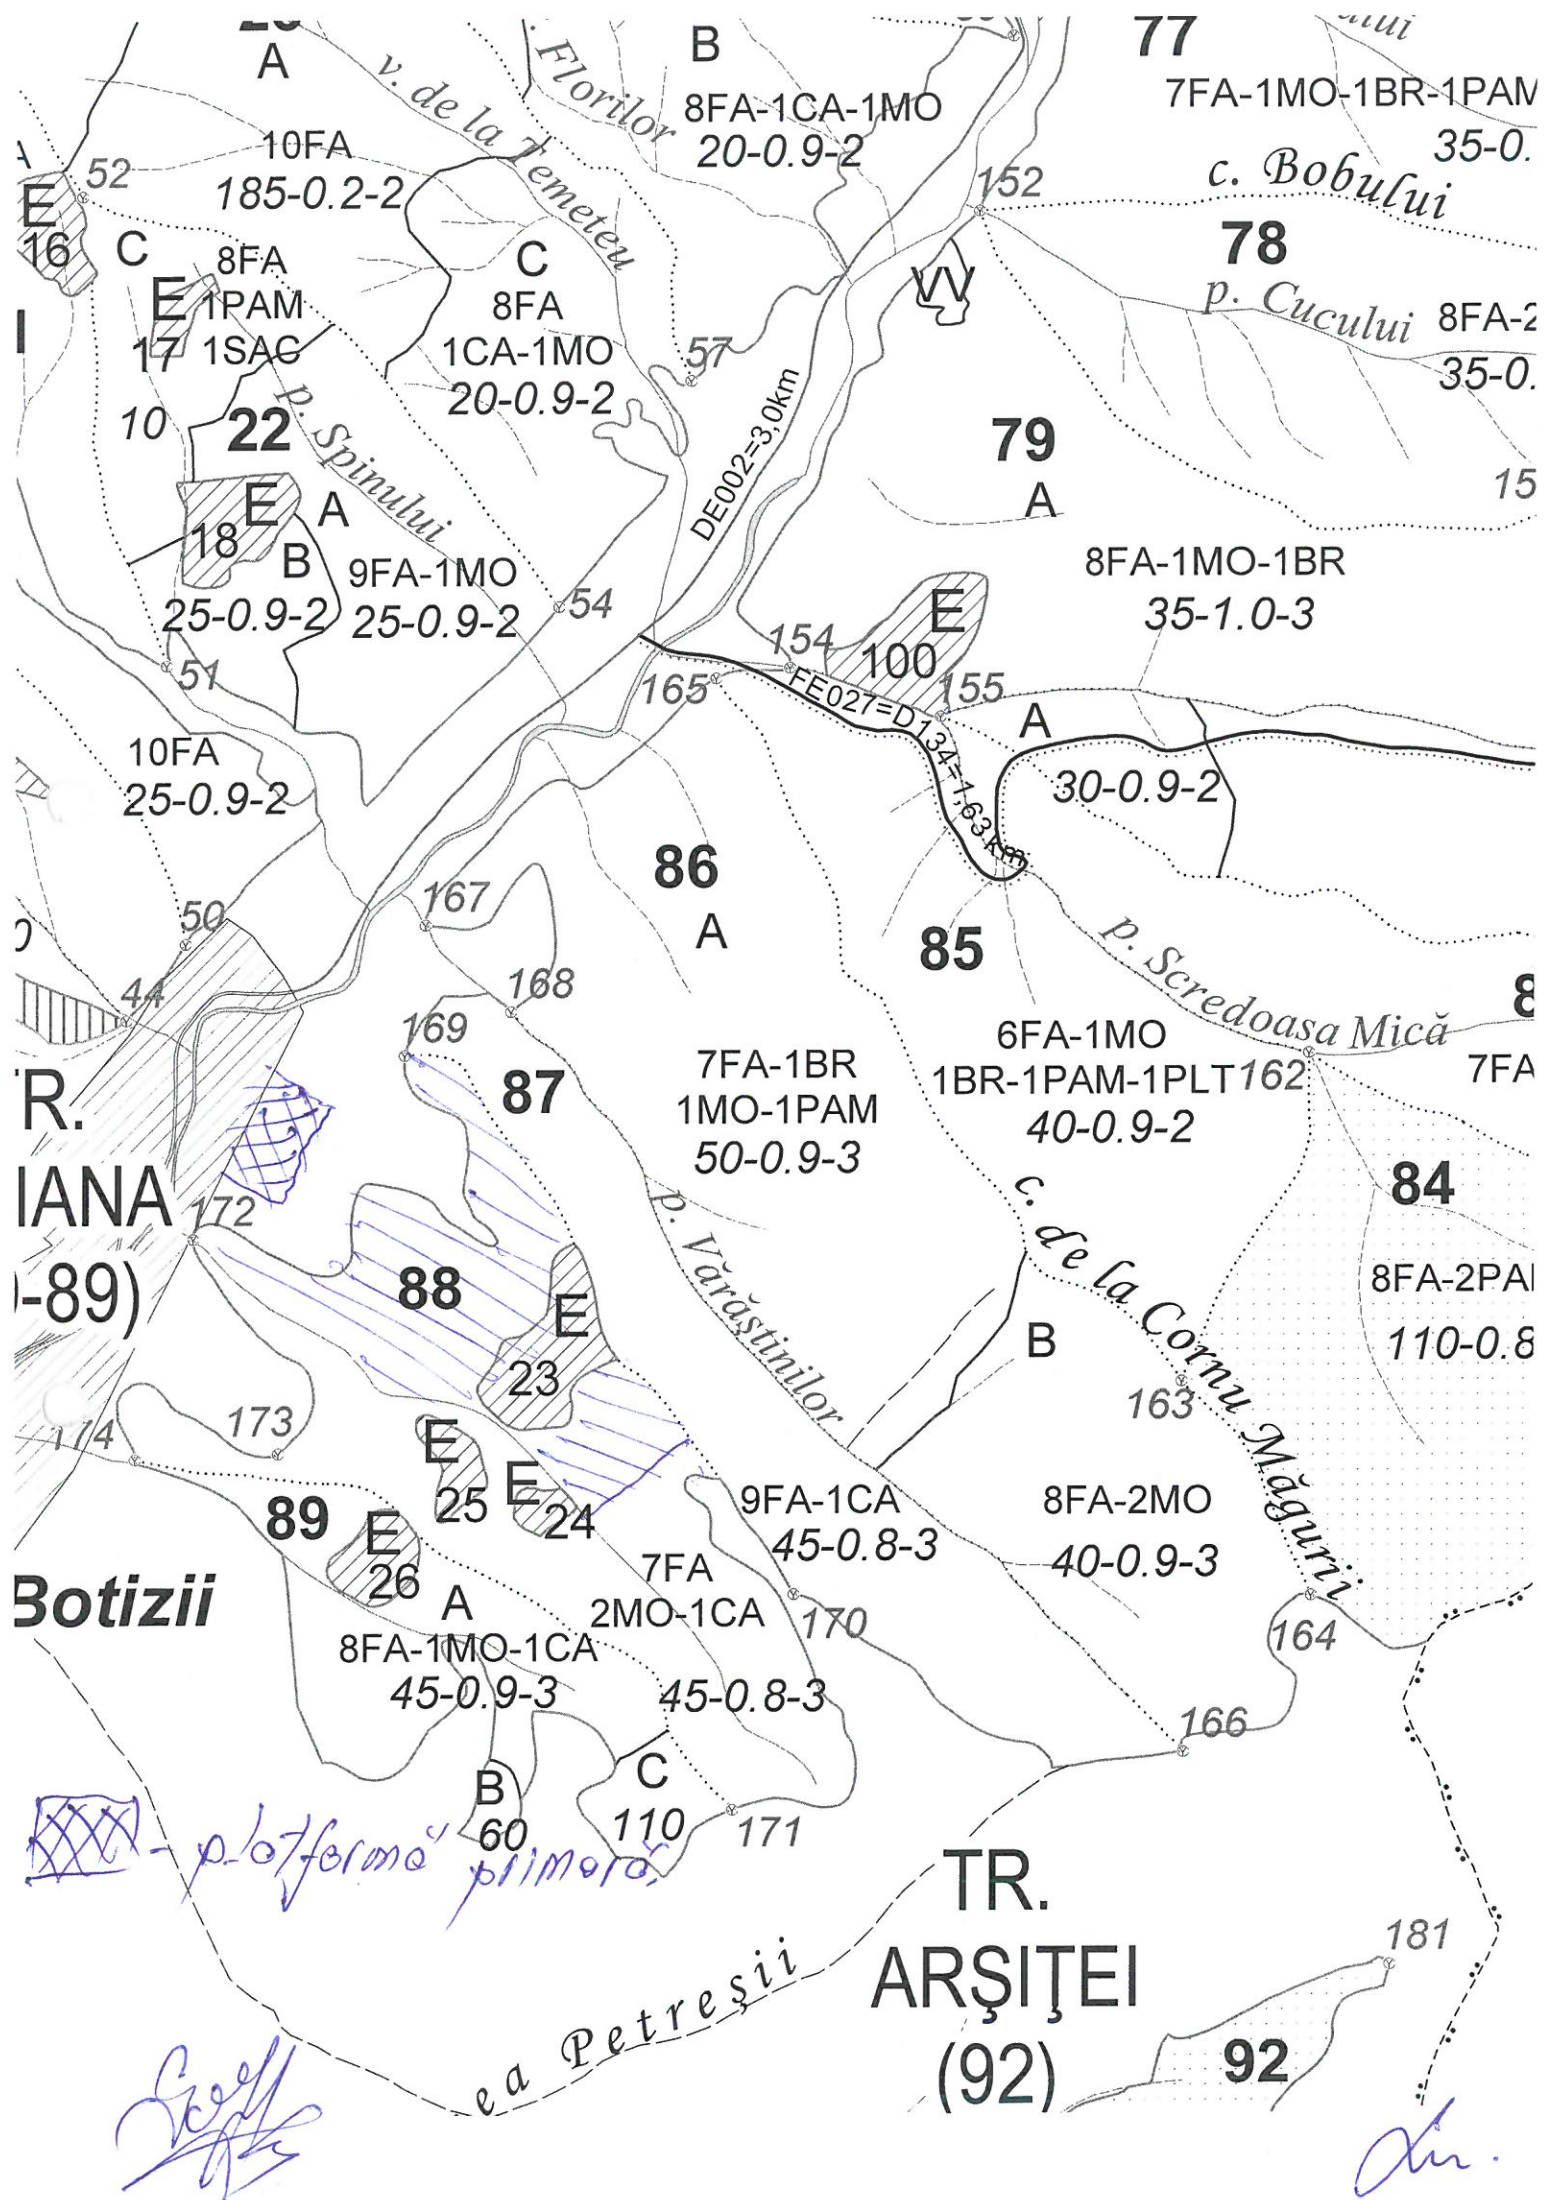 A
B
77
v. de la Temeteu
Florilor
8FA-1CA-1MO
20-0.9-2
7FA-1MO-1BR-1PAM
35-0.
10FA
185-0.2-2
52
152
c. Bobului
E
16
C
8FA
1PAM
1SAC
E
17
C
8FA
1CA-1MO
20-0.9-2
VV
78
p. Cucului
8FA-2
35-0.
57
10
22
p. Spinului
DE002=3,0km
79
A
15
E
18
A
B
9FA-1MO
25-0.9-2
25-0.9-2
54
8FA-1MO-1BR
35-1.0-3
E
100
154
155
51
165
FE027=D134=1,63km
A
30-0.9-2
10FA
25-0.9-2
86
A
167
50
85
p. Scredoasa Mică
44
168
169
6FA-1MO
1BR-1PAM-1PLT
40-0.9-2
162
8
7FA
87
7FA-1BR
1MO-1PAM
50-0.9-3
R.
IANA
-89)
172
84
8FA-2PA
110-0.8
p. Vărăștinilor
c. de la Cornu Măgurii
88
E
23
B
163
174
173
E
25
E
24
89
E
26
9FA-1CA
45-0.8-3
8FA-2MO
40-0.9-3
Botizii
A
8FA-1MO-1CA
45-0.9-3
7FA
2MO-1CA
45-0.8-3
170
164
166
B
60
C
110
171
- platformă primară
TR.
ARŞIŢEI
(92)
181
92
ea Petreşii